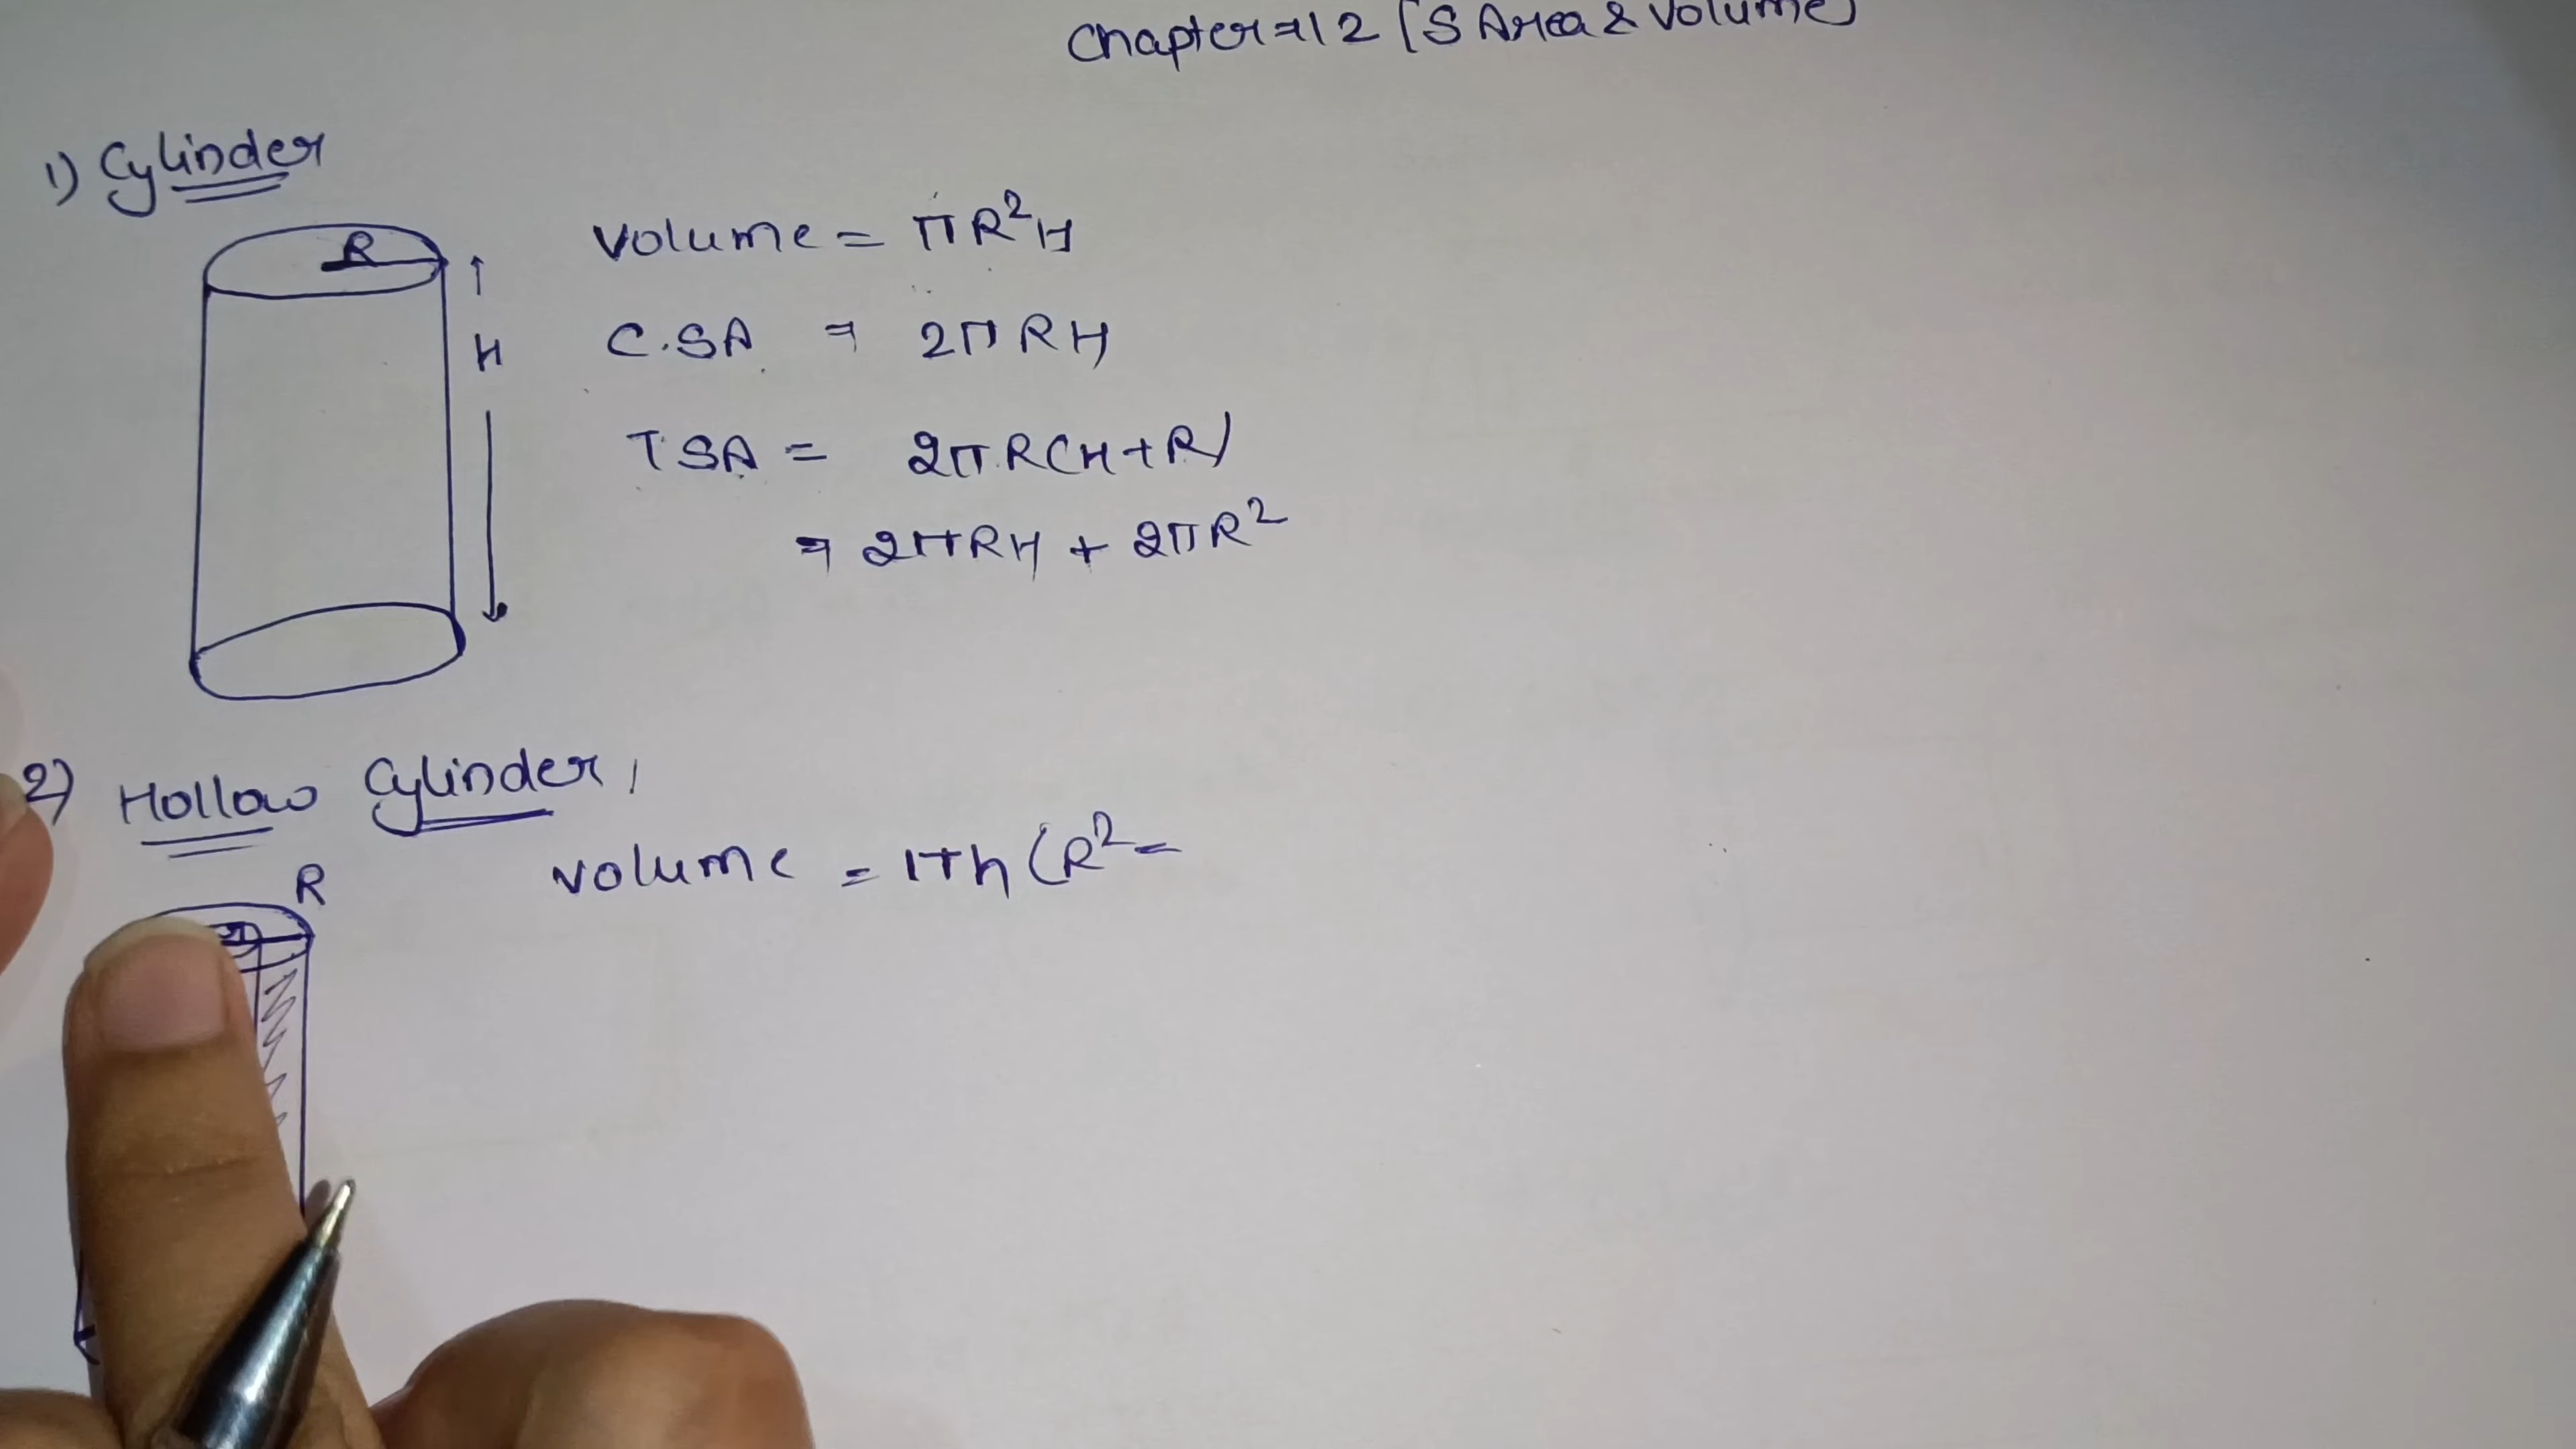 Chapter = 12 (S Area & Volume)
1) Cylinder
R
H
Volume = πR²H
C.SA = 2πRH
TSA = 2πR(H+R)
= 2πRH + 2πR²
2) Hollow Cylinder,
R
Volume = πh (R² -